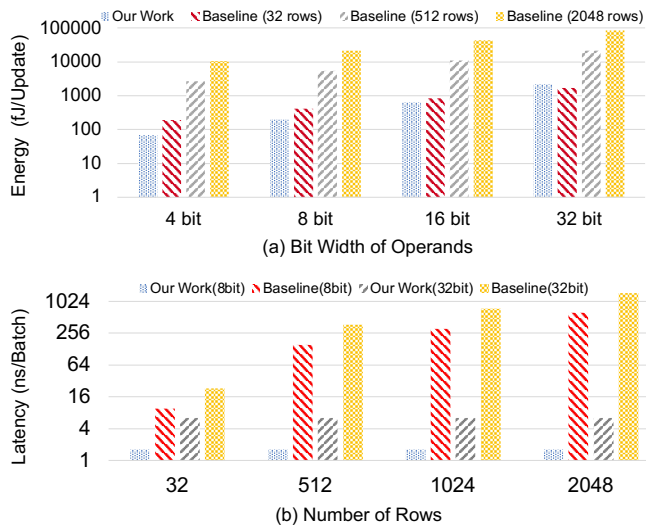 Our Work Baseline (32 rows) Baseline (512 rows) Baseline (2048 rows)
Energy (fJ/Update)
100000
10000
1000
100
10
1
4 bit 8 bit 16 bit 32 bit
(a) Bit Width of Operands
Our Work(8bit) Baseline(8bit) Our Work(32bit) Baseline(32bit)
Latency (ns/Batch)
1024
256
64
16
4
1
32 512 1024 2048
(b) Number of Rows